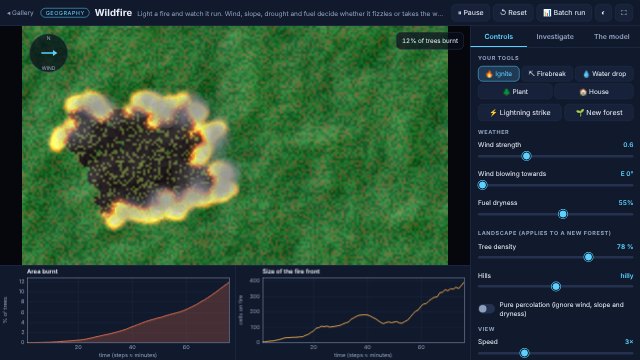 ◂ Gallery
GEOGRAPHY
Wildfire
Light a fire and watch it run. Wind, slope, drought and fuel decide whether it fizzles or takes the w...
Pause
Reset
Batch run
N
WIND
12% of trees burnt
Controls
Investigate
The model
YOUR TOOLS
Ignite
Firebreak
Water drop
Plant
House
Lightning strike
New forest
WEATHER
Wind strength 0.6
Wind blowing towards E 0°
Fuel dryness 55%
LANDSCAPE (APPLIES TO A NEW FOREST)
Tree density 78 %
Hills hilly
Pure percolation (ignore wind, slope and
dryness)
VIEW
Speed 3×
Area burnt
% of trees
12
10
8
6
4
2
0
20
40
60
time (steps ≈ minutes)
Size of the fire front
cells on fire
400
300
200
100
0
20
40
60
time (steps ≈ minutes)